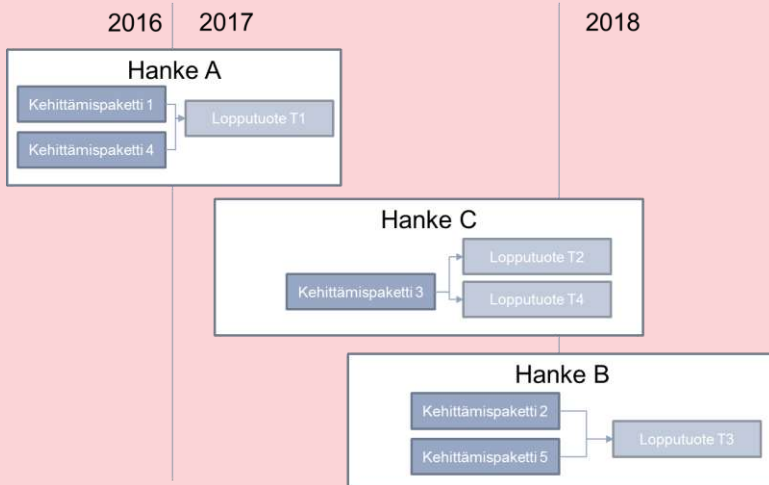 2016 2017 2018
Hanke A
Kehittämispaketti 1
Lopputuote T1
Kehittämispaketti 4
Hanke C
Lopputuote T2
Kehittämispaketti 3
Lopputuote T4
Hanke B
Kehittämispaketti 2
Lopputuote T3
Kehittämispaketti 5